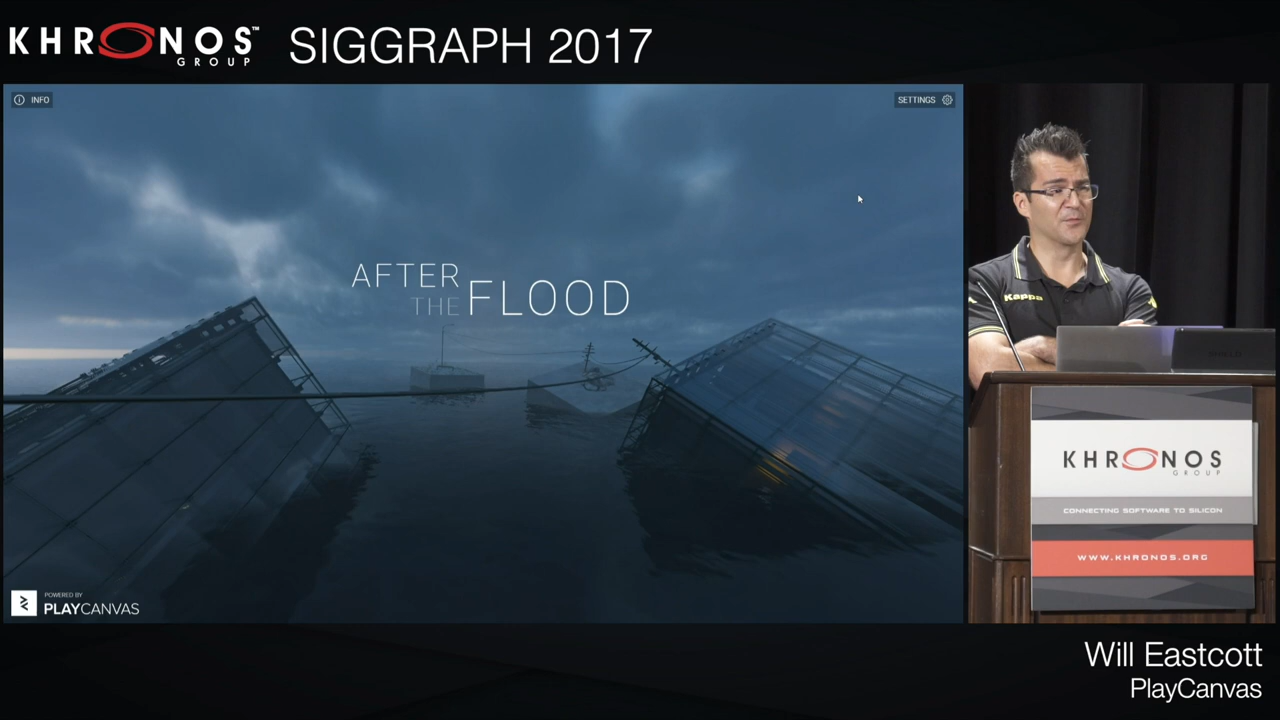 KHRONOS™
GROUP
SIGGRAPH 2017
INFO
SETTINGS
AFTER
THE FLOOD
POWERED BY
PLAYCANVAS
Kappa
KHRONOS
GROUP
CONNECTING SOFTWARE TO SILICON
WWW.KHRONOS.ORG
Will Eastcott
PlayCanvas